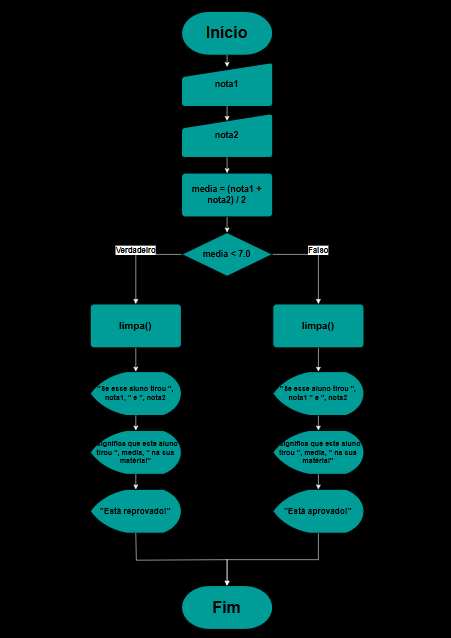 Início
nota1
nota2
media = (nota1 +
nota2) / 2
media < 7.0
Verdadeiro
Falso
limpa()
limpa()
"Se esse aluno tirou ",
nota1, " e ", nota2
"Se esse aluno tirou ",
nota1 " e ", nota2
significa que este aluno
tirou ", media, " na sua
matéria!"
significa que este aluno
tirou ", media, " na sua
matéria!"
"Está reprovado!"
"Está aprovado!"
Fim